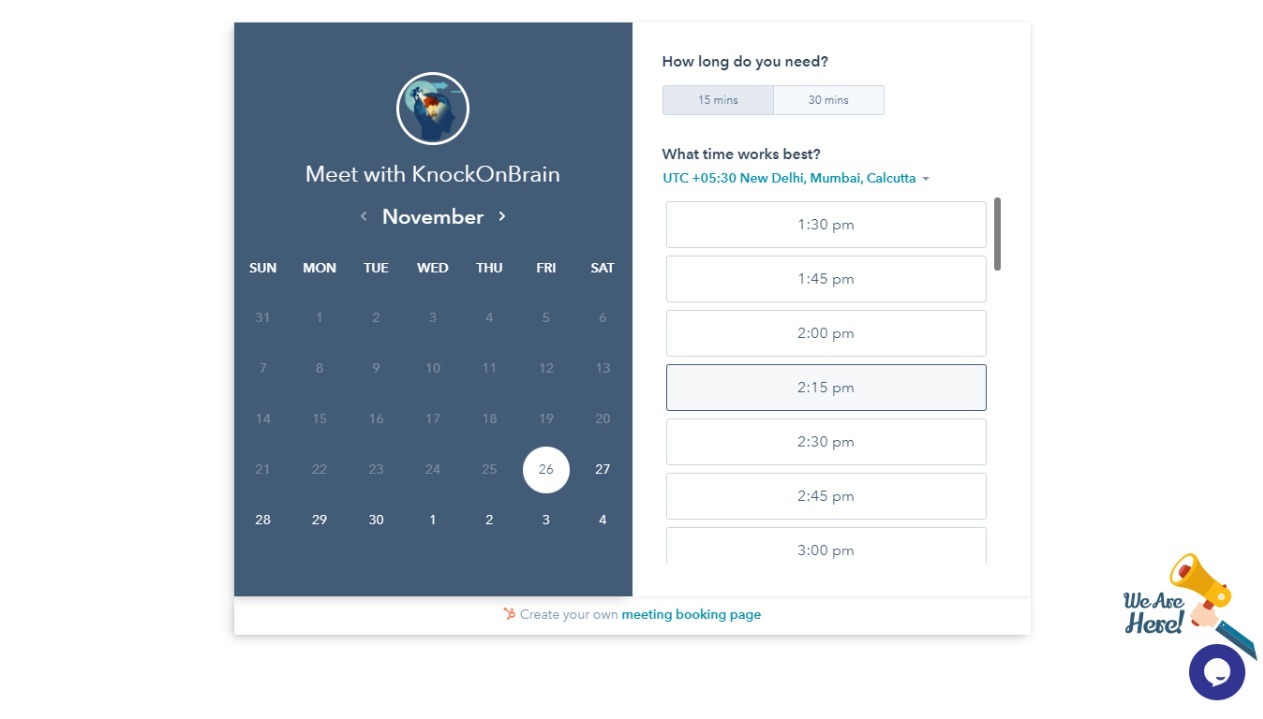 Meet with KnockOnBrain
November
SUN MON TUE WED THU FRI SAT
31 1 2 3 4 5 6
7 8 9 10 11 12 13
14 15 16 17 18 19 20
21 22 23 24 25 26 27
28 29 30 1 2 3 4
How long do you need?
15 mins 30 mins
What time works best?
UTC +05:30 New Delhi, Mumbai, Calcutta
1:30 pm
1:45 pm
2:00 pm
2:15 pm
2:30 pm
2:45 pm
3:00 pm
Create your own meeting booking page
We Are
Here!